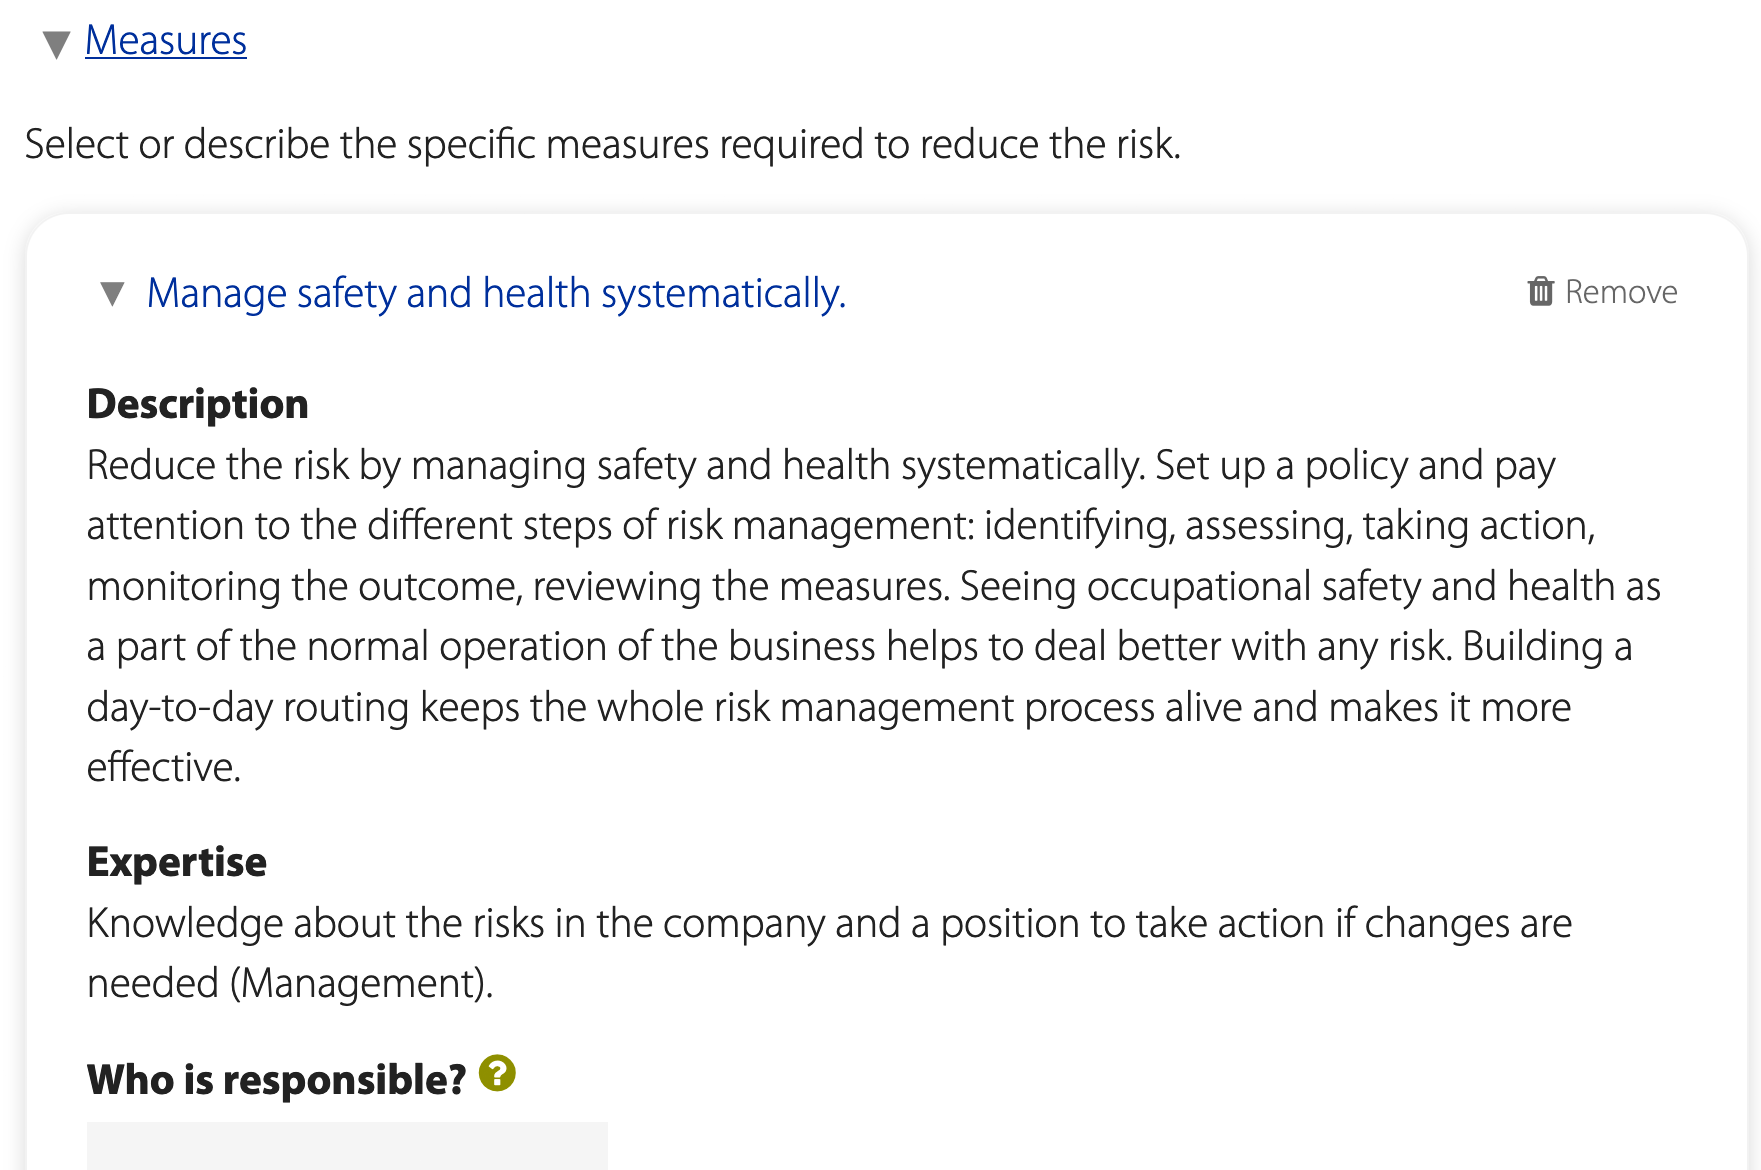 Measures
Select or describe the specific measures required to reduce the risk.
Manage safety and health systematically.
Remove
Description
Reduce the risk by managing safety and health systematically. Set up a policy and pay
attention to the different steps of risk management: identifying, assessing, taking action,
monitoring the outcome, reviewing the measures. Seeing occupational safety and health as
a part of the normal operation of the business helps to deal better with any risk. Building a
day-to-day routing keeps the whole risk management process alive and makes it more
effective.
Expertise
Knowledge about the risks in the company and a position to take action if changes are
needed (Management).
Who is responsible? ?